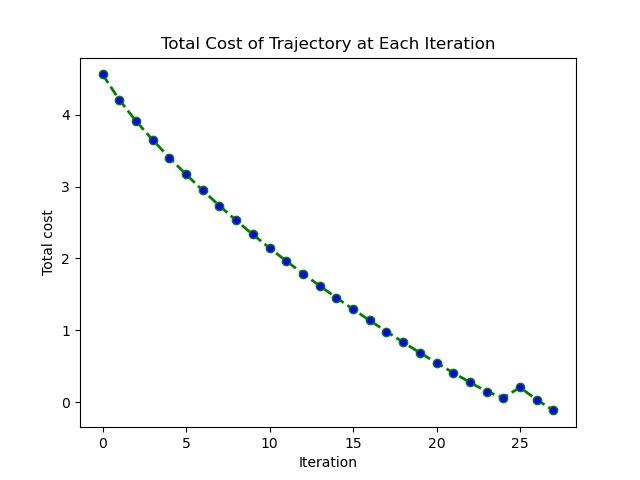 Total Cost of Trajectory at Each Iteration
Total cost
4
3
2
1
0
0 5 10 15 20 25
Iteration